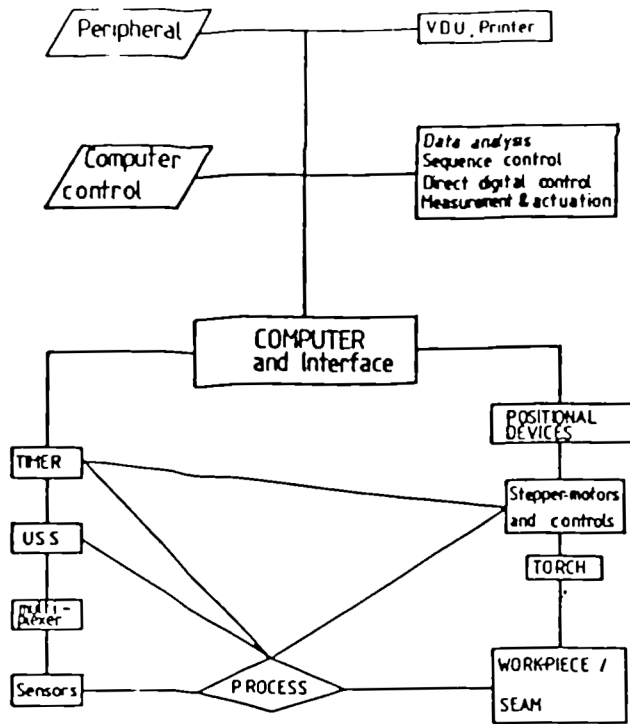 Peripheral
VDU, Printer
Computer
control
Data analysis
Sequence control
Direct digital control
Measurement & actuation
COMPUTER
and Interface
POSITIONAL
DEVICES
TIMER
Stepper-motors
and controls
USS
TORCH
multi-
plexer
Sensors
PROCESS
WORK-PIECE /
SEAM